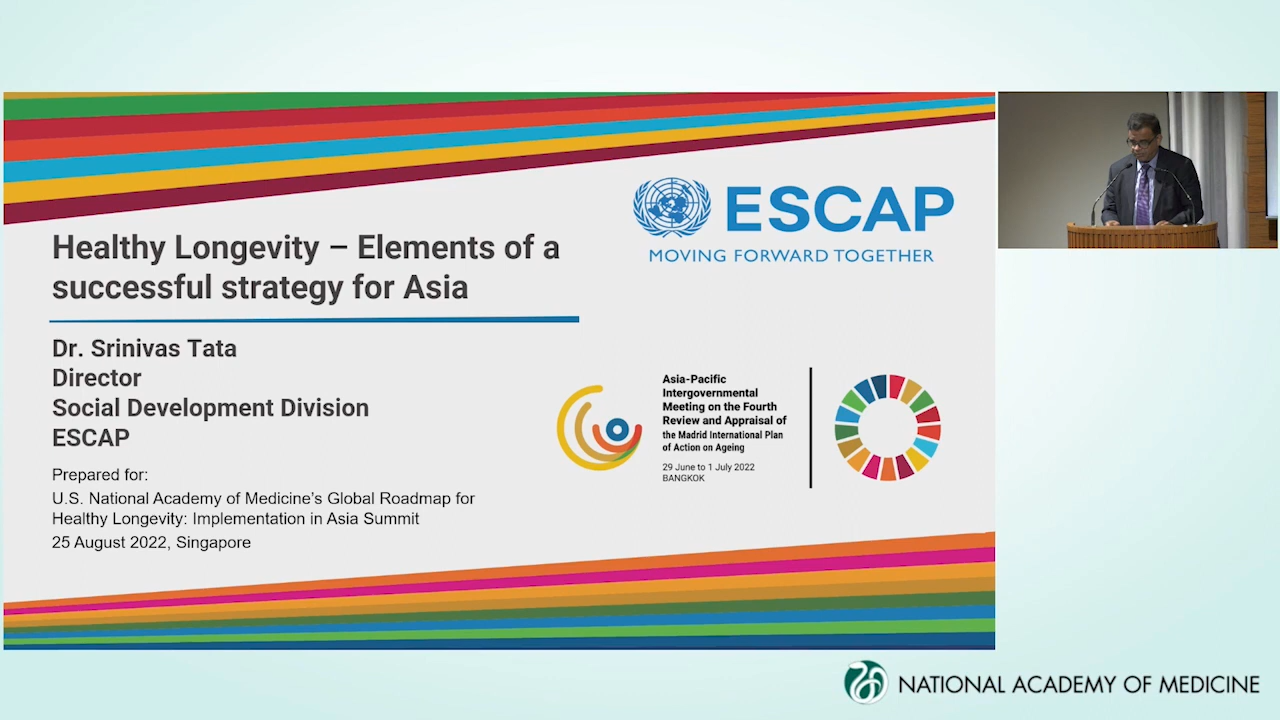 ESCAP
MOVING FORWARD TOGETHER
Healthy Longevity – Elements of a
successful strategy for Asia
Dr. Srinivas Tata
Director
Social Development Division
ESCAP
Prepared for:
U.S. National Academy of Medicine's Global Roadmap for
Healthy Longevity: Implementation in Asia Summit
25 August 2022, Singapore
Asia-Pacific
Intergovernmental
Meeting on the Fourth
Review and Appraisal of
the Madrid International Plan
of Action on Ageing
29 June to 1 July 2022
BANGKOK
NATIONAL ACADEMY OF MEDICINE